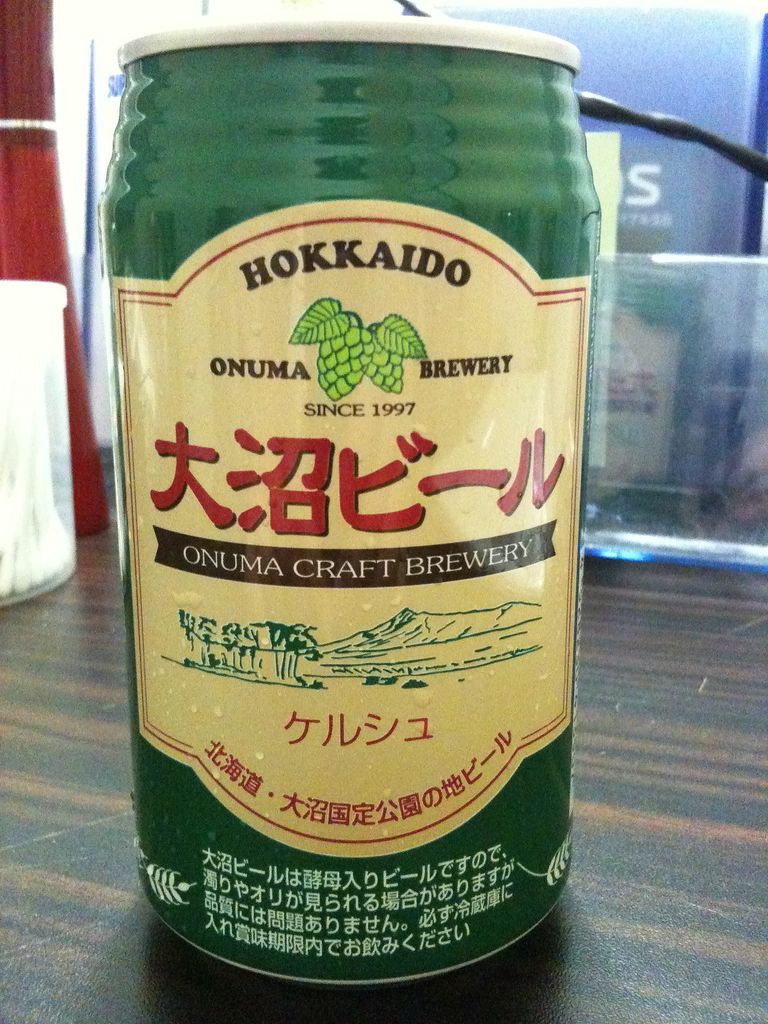 HOKKAIDO
ONUMA BREWERY
SINCE 1997
大沼ビール
ONUMA CRAFT BREWERY
ケルシュ
北海道・大沼国定公園の地ビール
大沼ビールは酵母入りビールですので、
濁りやオリが見られる場合がありますが
品質には問題ありません。必ず冷蔵庫に
入れ賞味期限内でお飲みください
S